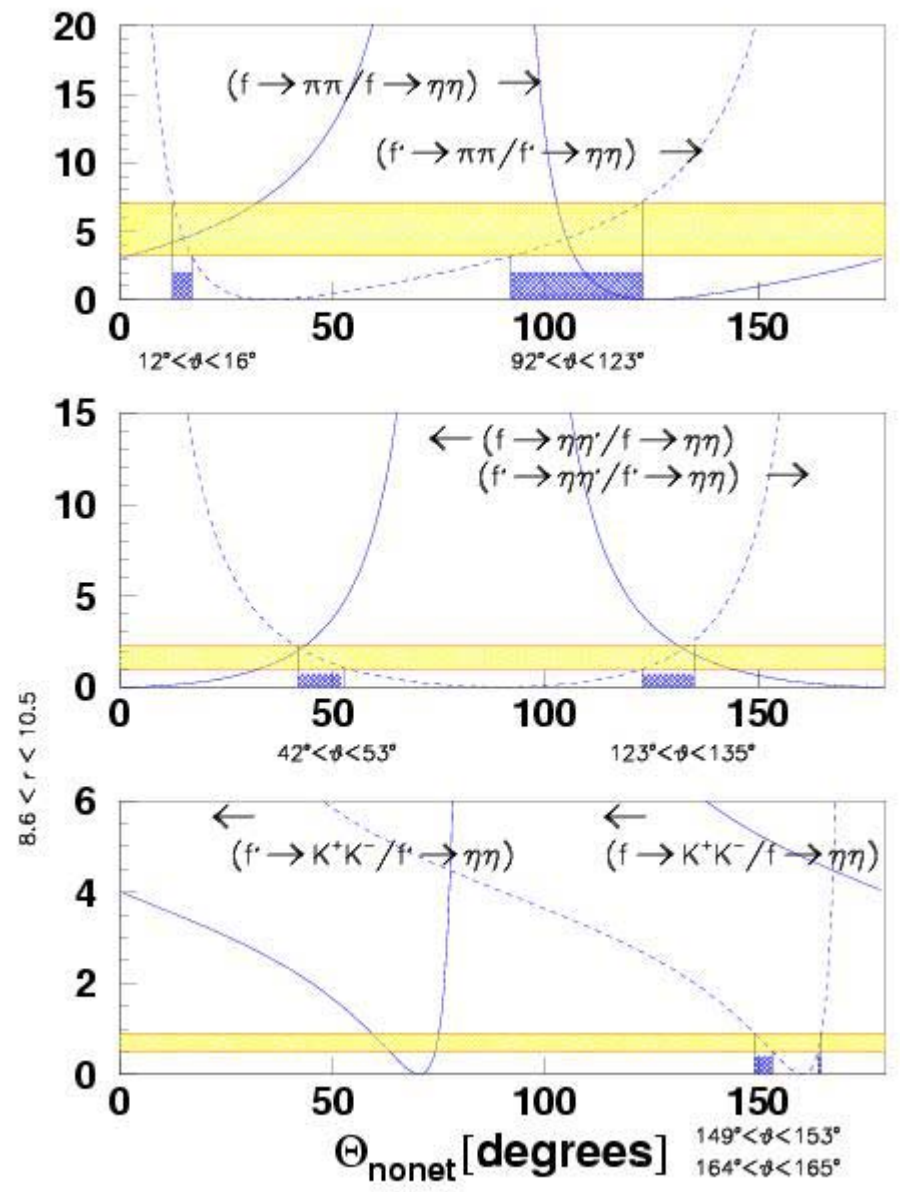 20
15
10
5
0
(f → ππ/f → ηη) →
(f' → ππ/f' → ηη) →
0 50 100 150
12°<ϑ<16° 92°<ϑ<123°
15
10
5
0
← (f → ηη'/f → ηη)
(f' → ηη'/f' → ηη) →
0 50 100 150
42°<ϑ<53° 123°<ϑ<135°
8.6 < r < 10.5
6
4
2
0
← ←
(f' → K⁺K⁻/f' → ηη) (f → K⁺K⁻/f → ηη)
0 50 100 150
Θnonet[degrees]
149°<ϑ<153°
164°<ϑ<165°